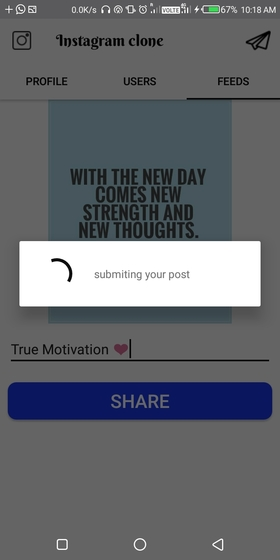 0.0K/s VOLTE 4G 67% 10:18 AM
Instagram clone
PROFILE USERS FEEDS
WITH THE NEW DAY
COMES NEW
STRENGTH AND
NEW THOUGHTS.
submiting your post
True Motivation
SHARE